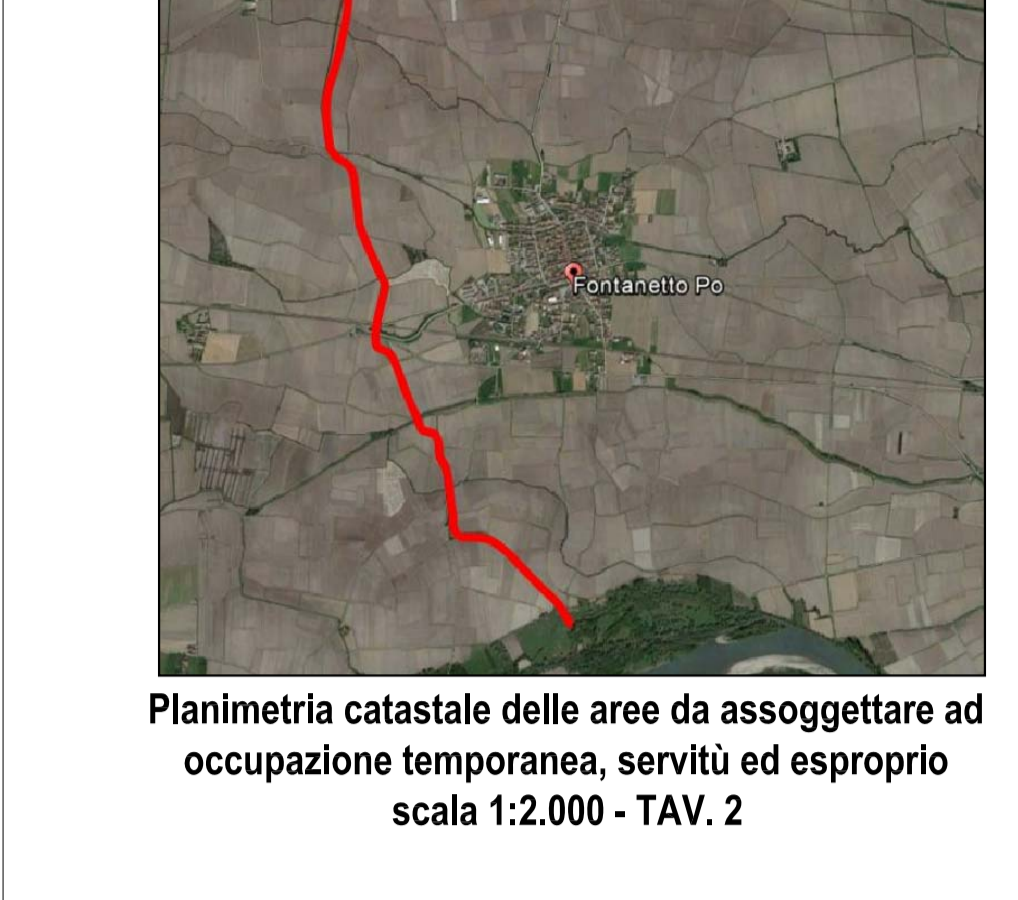 Fontanetto Po
Planimetria catastale delle aree da assoggettare ad
occupazione temporanea, servitù ed esproprio
scala 1:2.000 - TAV. 2